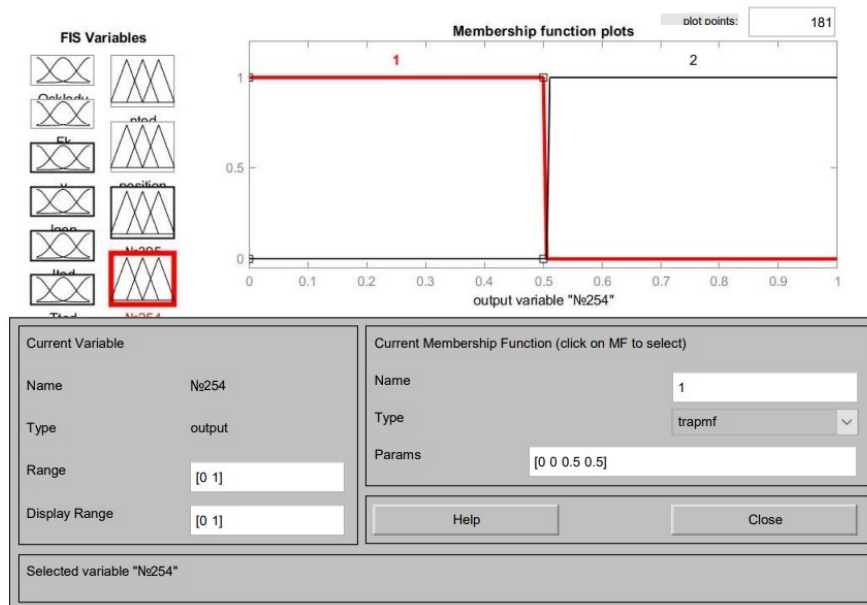 plot points: 181
FIS Variables
Membership function plots
1
2
1
0.5
0
0 0.1 0.2 0.3 0.4 0.5 0.6 0.7 0.8 0.9 1
output variable "№254"
Current Variable
Name №254
Type output
Range [0 1]
Display Range [0 1]
Current Membership Function (click on MF to select)
Name 1
Type trapmf
Params [0 0 0.5 0.5]
Help Close
Selected variable "№254"